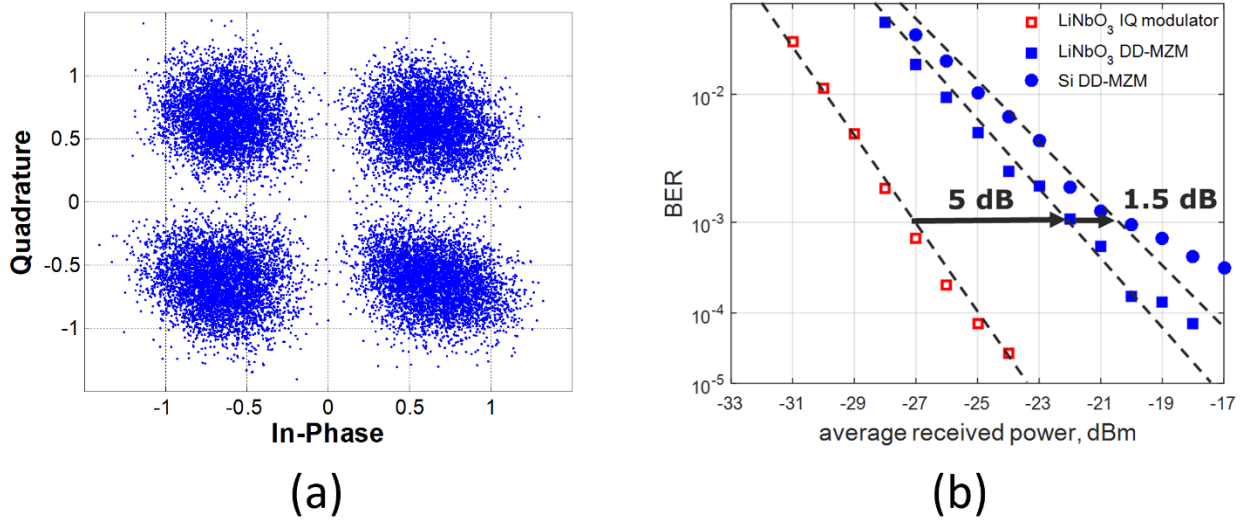 Quadrature
1
0.5
0
-0.5
-1
-1
-0.5
0
0.5
1
In-Phase
(a)
BER
10-2
10-3
10-4
10-5
LiNbO3 IQ modulator
LiNbO3 DD-MZM
Si DD-MZM
5 dB
1.5 dB
-33
-31
-29
-27
-25
-23
-21
-19
-17
average received power, dBm
(b)